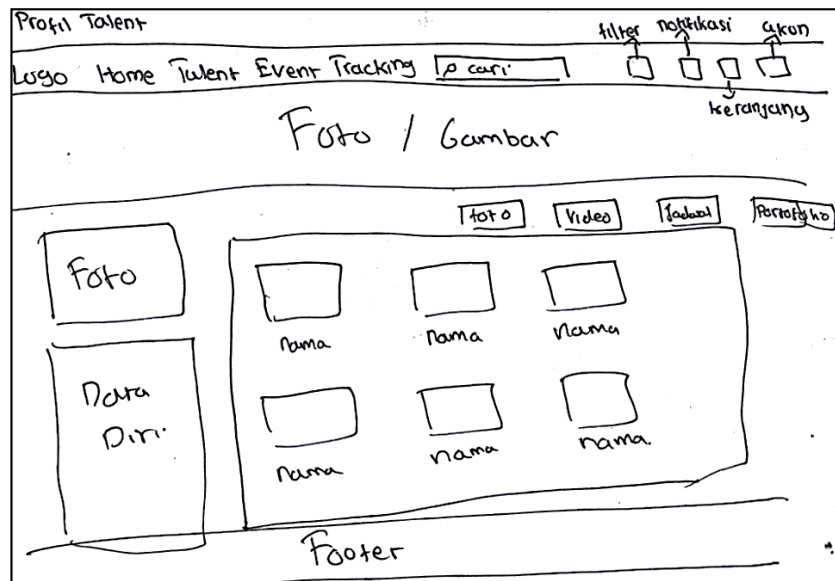 Profil Talent
filter notifikasi akun
Logo Home Talent Event Tracking cari
keranjang
Foto / Gambar
foto Video Jadwal Portofolio
Foto
nama nama nama
Data
Diri
nama nama nama.
Footer